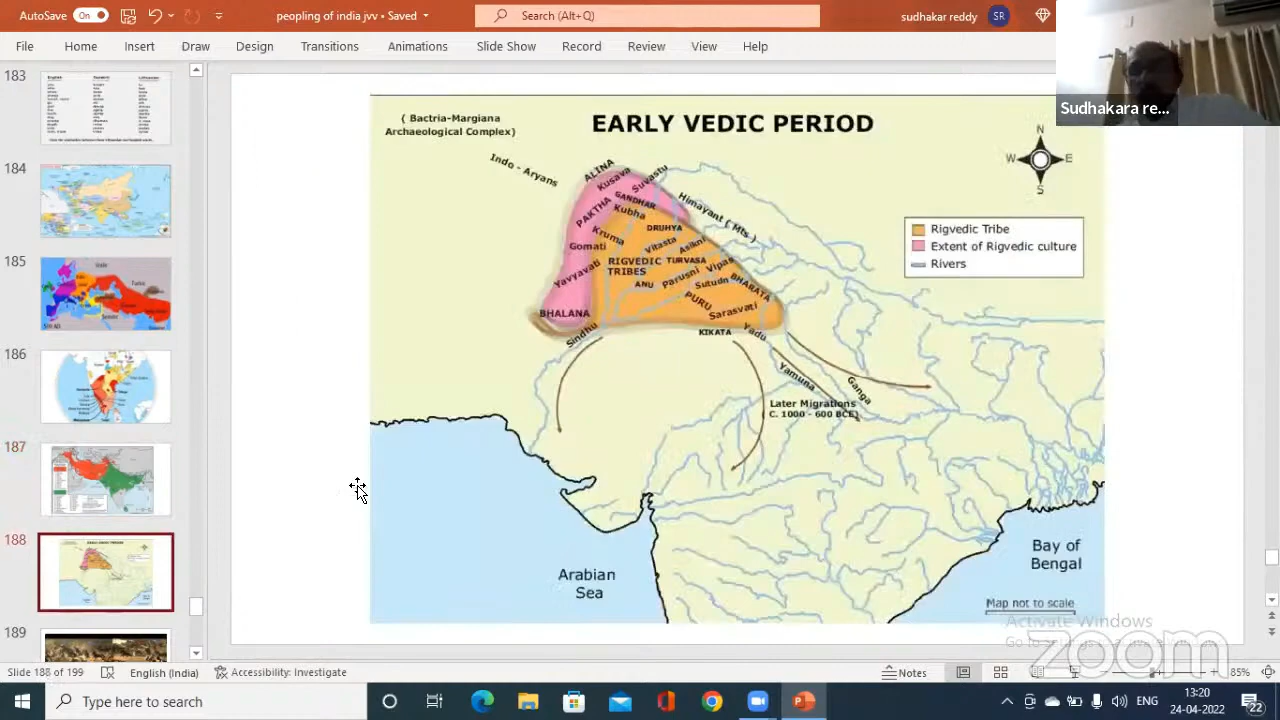 AutoSave On peopling of india jvv • Saved Search (Alt+Q) sudhakar reddy SR
File Home Insert Draw Design Transitions Animations Slide Show Record Review View Help
Sudhakara re...
183
184
185
186
187
188
189
( Bactria-Margiana
Archaeological Complex)
EARLY VEDIC PERIOD
N
W E
S
Indo - Aryans
ALINA
Kusava
Suvastu
PAKTHA
GANDHAR
Kubha
Himayant ( Mts.)
DRUHYA
Kruma
Gomati
Vitasta
Asikni
RIGVEDIC
TRIBES
TURVASA
Vipas
Yavyavati
ANU
Parusni
Sutudri
BHARATA
PURU
Sarasvati
BHALANA
Sindhu
KIKATA
Yadu
Yamuna
Ganga
Later Migrations
( C. 1000 - 600 BCE)
Rigvedic Tribe
Extent of Rigvedic culture
Rivers
Arabian
Sea
Bay of
Bengal
Map not to scale
Activate Windows
zoom
Slide 188 of 199 English (India) Accessibility: Investigate Notes 85%
Type here to search ENG 13:20
24-04-2022 22